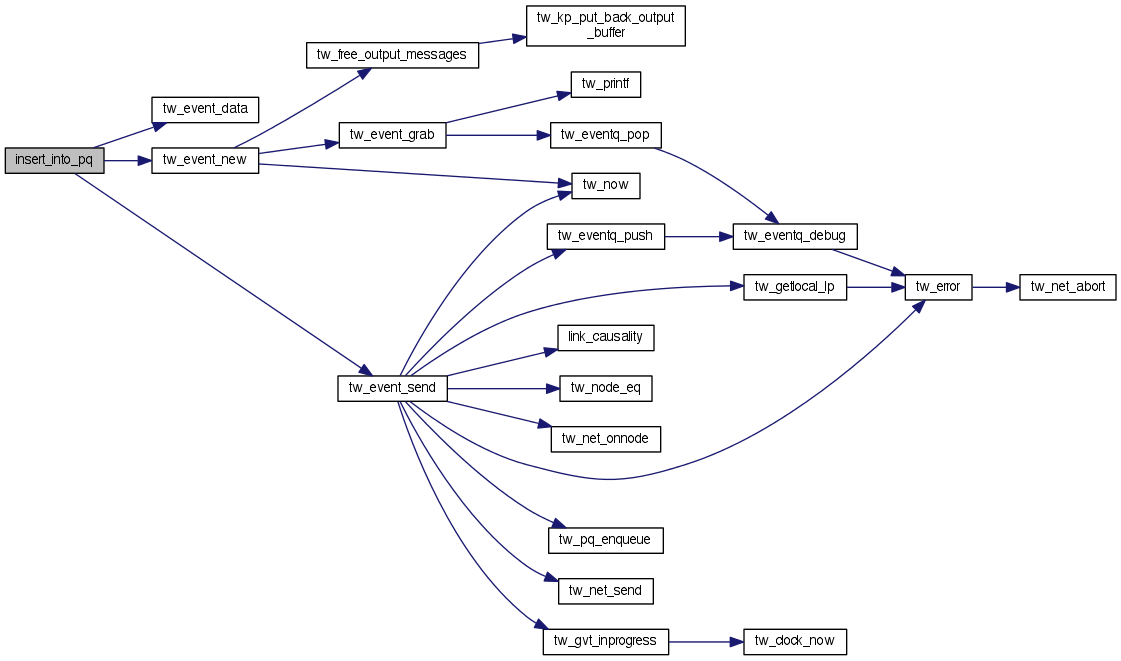 tw_kp_put_back_output
_buffer
tw_free_output_messages
tw_printf
tw_event_data
tw_event_grab
tw_eventq_pop
insert_into_pq
tw_event_new
tw_now
tw_eventq_push
tw_eventq_debug
tw_getlocal_lp
tw_error
tw_net_abort
link_causality
tw_event_send
tw_node_eq
tw_net_onnode
tw_pq_enqueue
tw_net_send
tw_gvt_inprogress
tw_clock_now